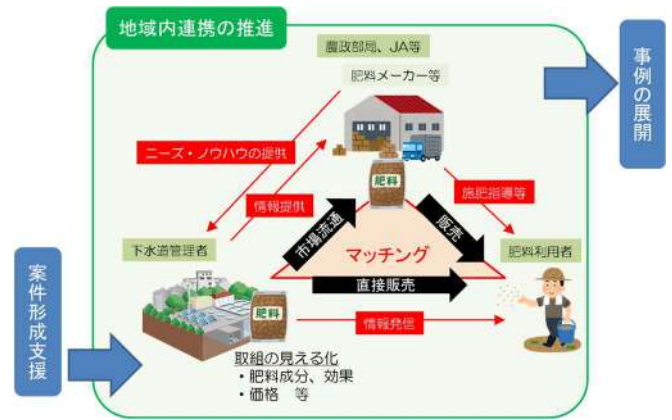 地域内連携の推進
農政部局、JA等
肥料メーカー等
事例の展開
ニーズ・ノウハウの提供
情報提供
肥料
施肥指導等
市場流通
販売
下水道管理者
マッチング
肥料利用者
直接販売
案件形成支援
肥料
情報発信
取組の見える化
・肥料成分、効果
・価格 等